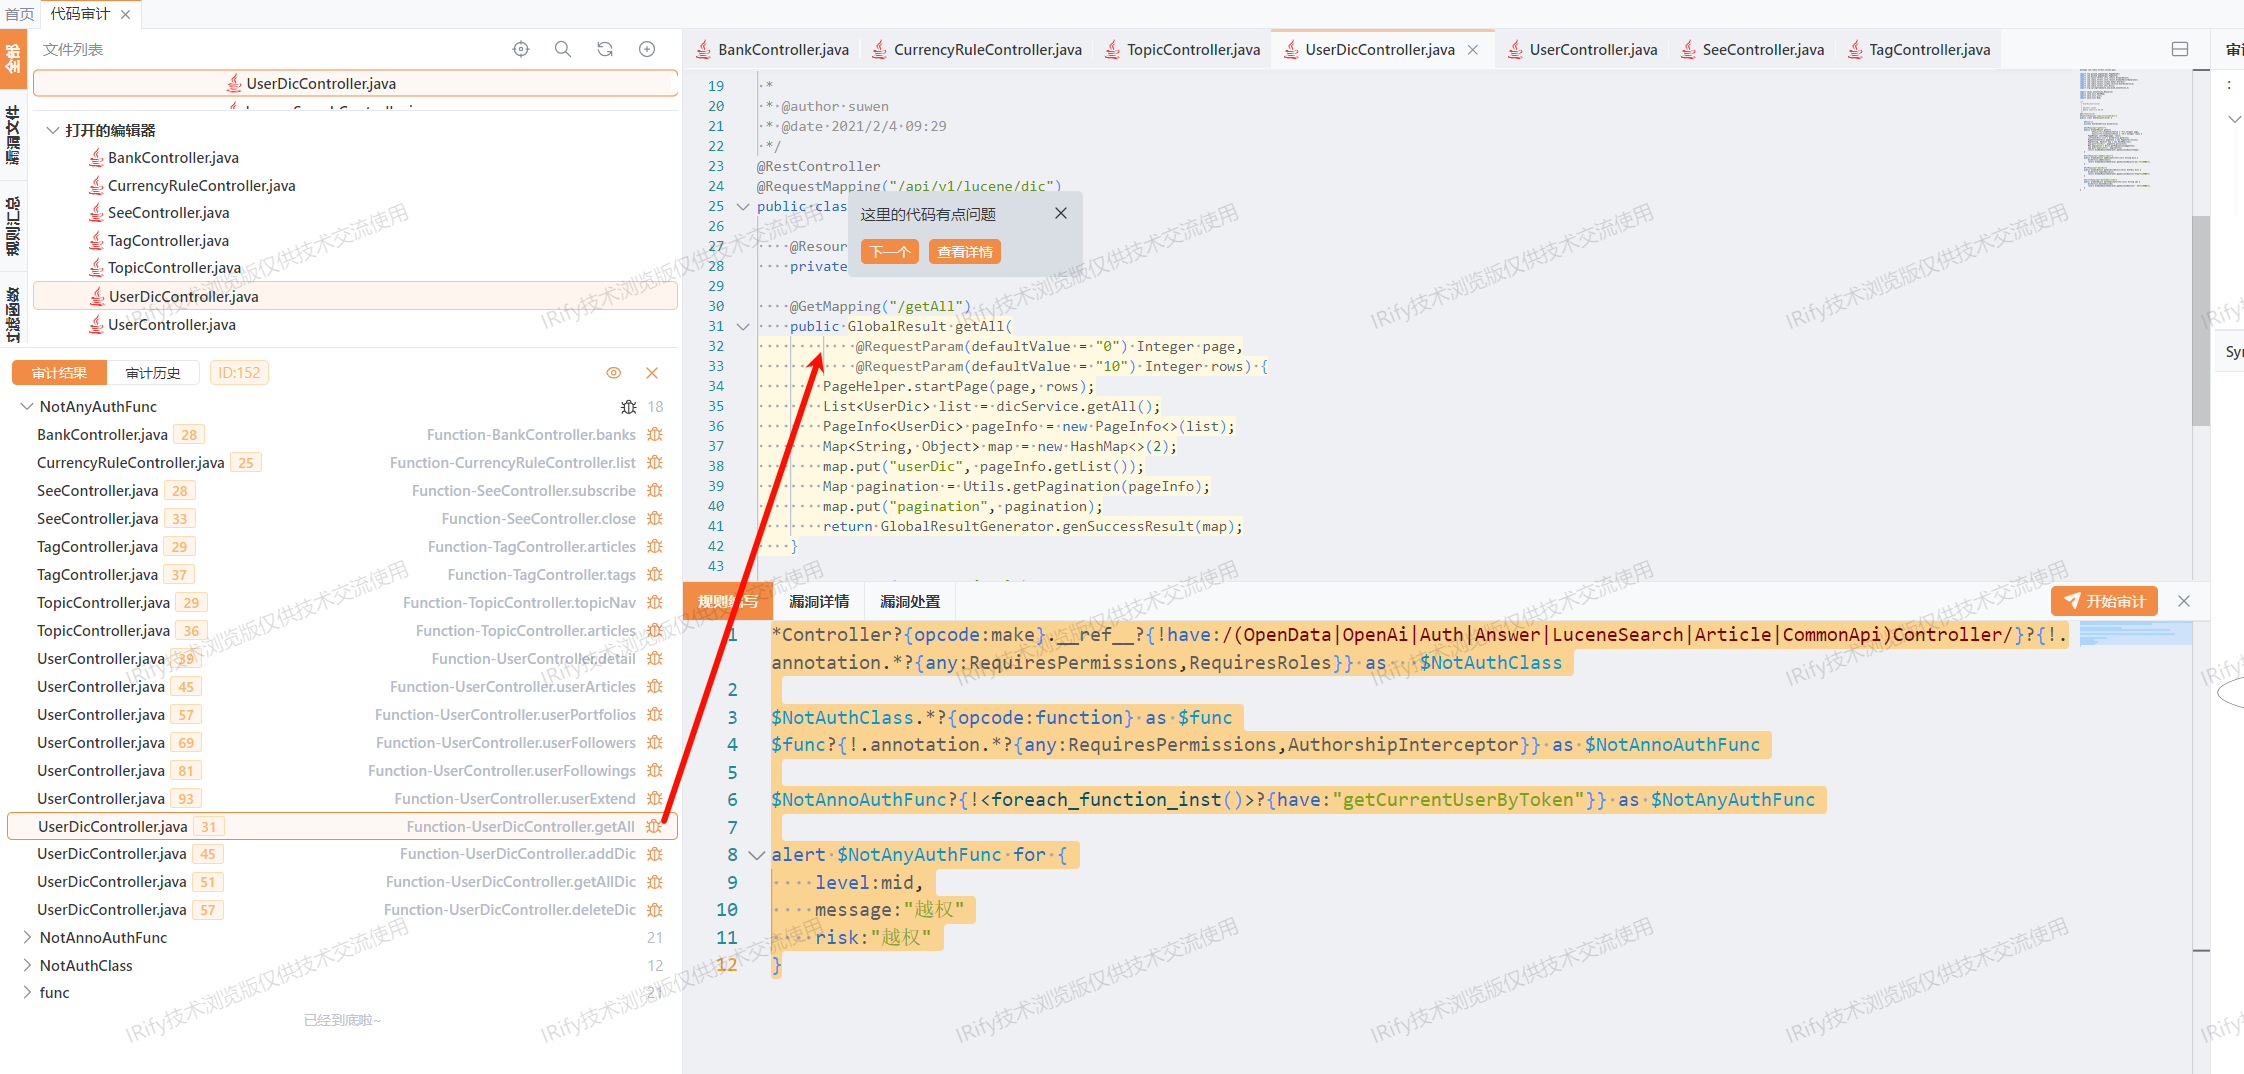 首页 代码审计
全部
编辑文件
规则汇总
过滤函数
文件列表
UserDicController.java
打开的编辑器
BankController.java
CurrencyRuleController.java
SeeController.java
TagController.java
TopicController.java
UserDicController.java
UserController.java
审计结果 审计历史 ID:152
NotAnyAuthFunc 18
BankController.java 28 Function-BankController.banks
CurrencyRuleController.java 25 Function-CurrencyRuleController.list
SeeController.java 28 Function-SeeController.subscribe
SeeController.java 33 Function-SeeController.close
TagController.java 29 Function-TagController.articles
TagController.java 37 Function-TagController.tags
TopicController.java 29 Function-TopicController.topicNav
TopicController.java 36 Function-TopicController.articles
UserController.java 39 Function-UserController.detail
UserController.java 45 Function-UserController.userArticles
UserController.java 57 Function-UserController.userPortfolios
UserController.java 69 Function-UserController.userFollowers
UserController.java 81 Function-UserController.userFollowings
UserController.java 93 Function-UserController.userExtend
UserDicController.java 31 Function-UserDicController.getAll
UserDicController.java 45 Function-UserDicController.addDic
UserDicController.java 51 Function-UserDicController.getAllDic
UserDicController.java 57 Function-UserDicController.deleteDic
NotAnnoAuthFunc 21
NotAuthClass 12
func 21
已经到底啦~
BankController.java CurrencyRuleController.java TopicController.java UserDicController.java UserController.java SeeController.java TagController.java
19 *
20 * @author suwen
21 * @date 2021/2/4 09:29
22 */
23 @RestController
24 @RequestMapping("/api/v1/lucene/dic")
25 public clas
26
27 @Resour
28 private
29
30 @GetMapping("/getAll")
31 public GlobalResult getAll(
32 @RequestParam(defaultValue = "0") Integer page,
33 @RequestParam(defaultValue = "10") Integer rows) {
34 PageHelper.startPage(page, rows);
35 List<UserDic> list = dicService.getAll();
36 PageInfo<UserDic> pageInfo = new PageInfo<>(list);
37 Map<String, Object> map = new HashMap<>(2);
38 map.put("userDic", pageInfo.getList());
39 Map pagination = Utils.getPagination(pageInfo);
40 map.put("pagination", pagination);
41 return GlobalResultGenerator.genSuccessResult(map);
42 }
43
这里的代码有点问题
下一个 查看详情
规则编写 漏洞详情 漏洞处置 开始审计
1 *Controller?{opcode:make}.__ref__?{!have:/(OpenData|OpenAi|Auth|Answer|LuceneSearch|Article|CommonApi)Controller/}?{!.
annotation.*?{any:RequiresPermissions,RequiresRoles}} as $NotAuthClass
2
3 $NotAuthClass.*?{opcode:function} as $func
4 $func?{!.annotation.*?{any:RequiresPermissions,AuthorshipInterceptor}} as $NotAnnoAuthFunc
5
6 $NotAnnoAuthFunc?{!<foreach_function_inst()>?{have:"getCurrentUserByToken"}} as $NotAnyAuthFunc
7
8 alert $NotAnyAuthFunc for {
9 level:mid,
10 message:"越权"
11 risk:"越权"
12 }
IRify技术浏览版仅供技术交流使用